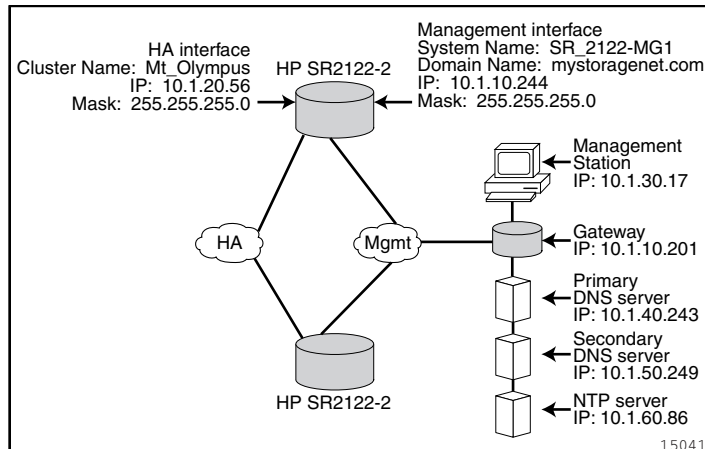 HA interface
Cluster Name: Mt_Olympus
IP: 10.1.20.56
Mask: 255.255.255.0
HP SR2122-2
Management interface
System Name: SR_2122-MG1
Domain Name: mystoragenet.com
IP: 10.1.10.244
Mask: 255.255.255.0
Management
Station
IP: 10.1.30.17
HA
Mgmt
Gateway
IP: 10.1.10.201
Primary
DNS server
IP: 10.1.40.243
Secondary
DNS server
IP: 10.1.50.249
HP SR2122-2
NTP server
IP: 10.1.60.86
15041